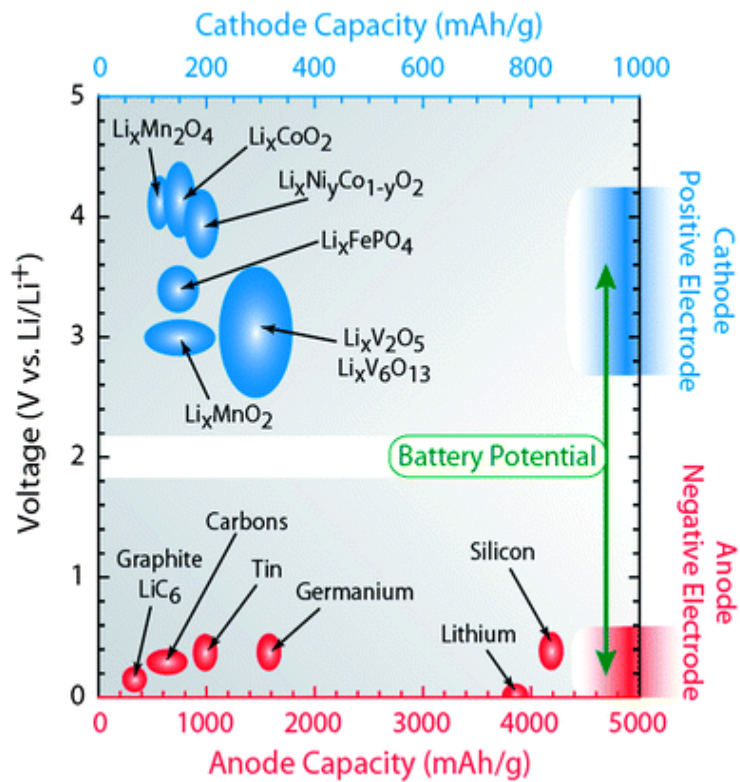 Cathode Capacity (mAh/g)
0 200 400 600 800 1000
5
4
3
2
1
0
Voltage (V vs. Li/Li⁺)
LiₓMn₂O₄
LiₓCoO₂
LiₓNiᵧCo₁₋ᵧO₂
LiₓFePO₄
LiₓV₂O₅
LiₓV₆O₁₃
LiₓMnO₂
Cathode
Positive Electrode
Battery Potential
Anode
Negative Electrode
Carbons
Graphite
LiC₆
Tin
Germanium
Silicon
Lithium
0 1000 2000 3000 4000 5000
Anode Capacity (mAh/g)